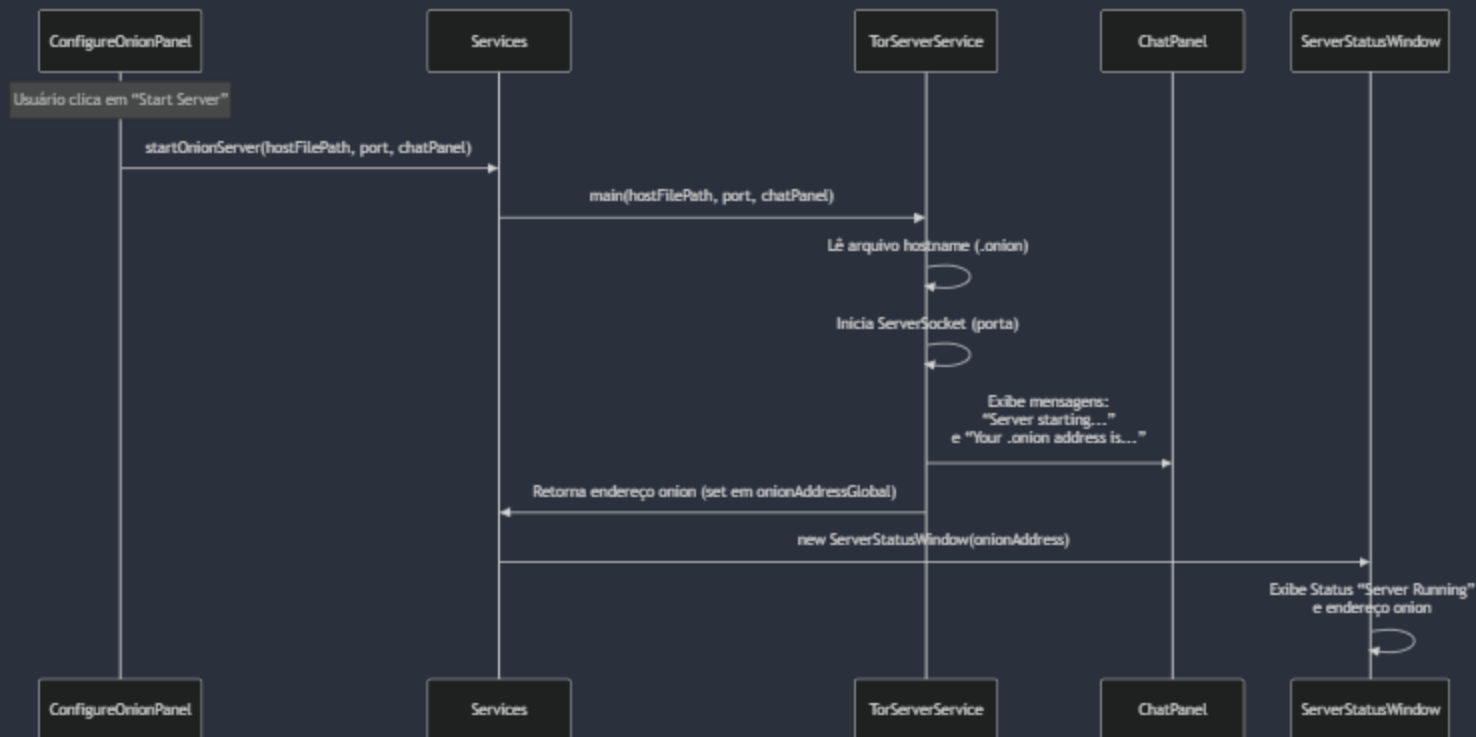 ConfigureOnionPanel
Services
TorServerService
ChatPanel
ServerStatusWindow
Usuário clica em “Start Server”
startOnionServer(hostFilePath, port, chatPanel)
main(hostFilePath, port, chatPanel)
Lê arquivo hostname (.onion)
Inicia ServerSocket (porta)
Exibe mensagens:
“Server starting...”
e “Your .onion address is...”
Retorna endereço onion (set em onionAddressGlobal)
new ServerStatusWindow(onionAddress)
Exibe Status “Server Running”
e endereço onion
ConfigureOnionPanel
Services
TorServerService
ChatPanel
ServerStatusWindow